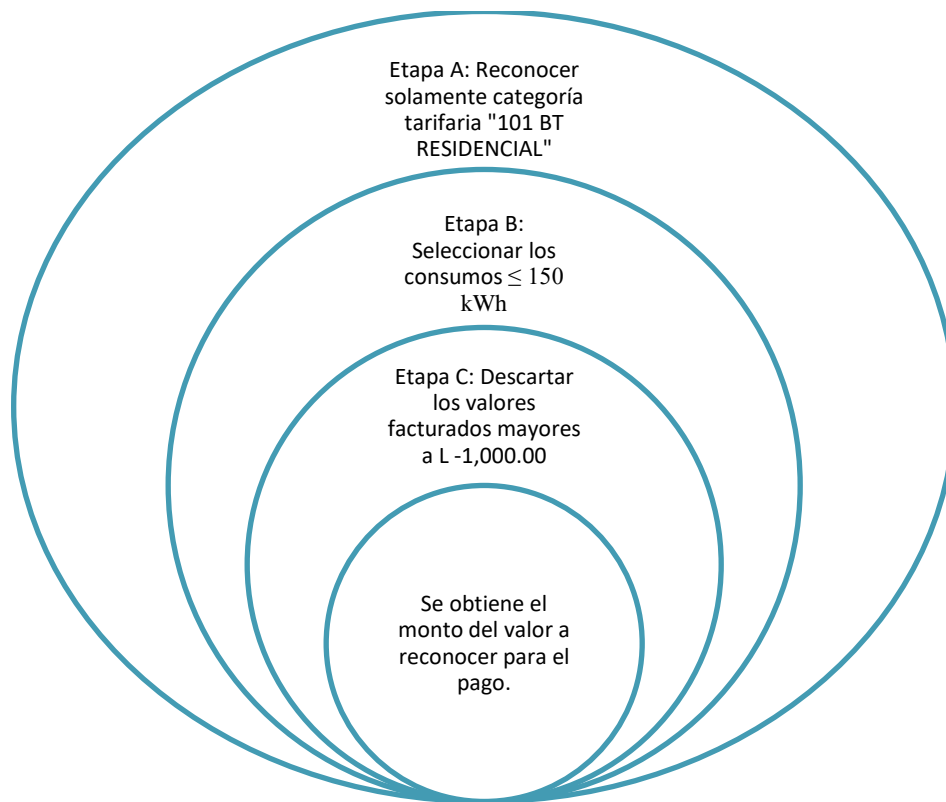 Etapa A: Reconocer
solamente categoría
tarifaria "101 BT
RESIDENCIAL"
Etapa B:
Seleccionar los
consumos ≤ 150
kWh
Etapa C: Descartar
los valores
facturados mayores
a L -1,000.00
Se obtiene el
monto del valor a
reconocer para el
pago.